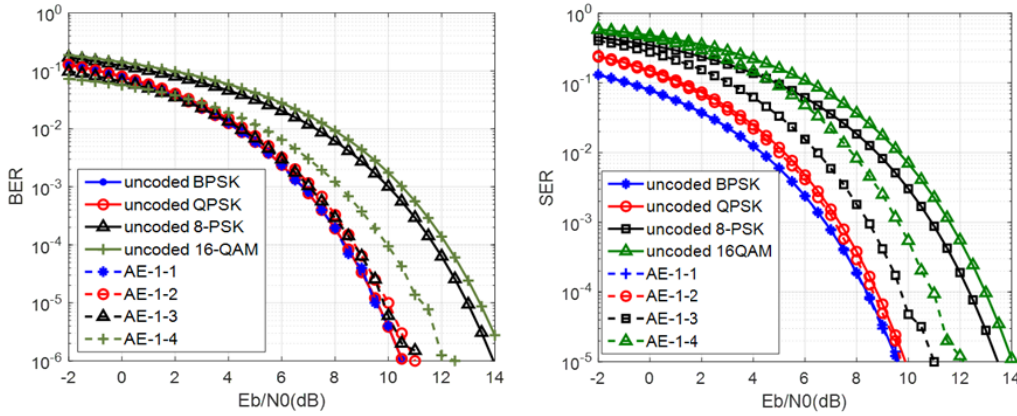 BER
10^-1
10^-2
10^-3
10^-4
10^-5
10^-6
uncoded BPSK
uncoded QPSK
uncoded 8-PSK
uncoded 16-QAM
AE-1-1
AE-1-2
AE-1-3
AE-1-4
-2 0 2 4 6 8 10 12 14
Eb/N0(dB)
SER
10^0
10^-1
10^-2
10^-3
10^-4
10^-5
uncoded BPSK
uncoded QPSK
uncoded 8-PSK
uncoded 16QAM
AE-1-1
AE-1-2
AE-1-3
AE-1-4
-2 0 2 4 6 8 10 12 14
Eb/N0(dB)